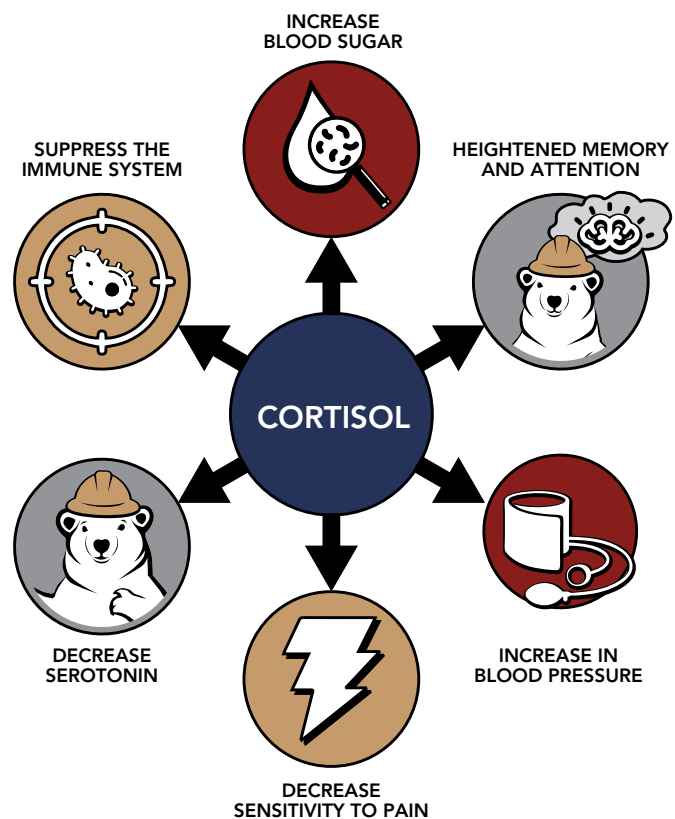 INCREASE
BLOOD SUGAR
SUPPRESS THE
IMMUNE SYSTEM
HEIGHTENED MEMORY
AND ATTENTION
CORTISOL
DECREASE
SEROTONIN
INCREASE IN
BLOOD PRESSURE
DECREASE
SENSITIVITY TO PAIN